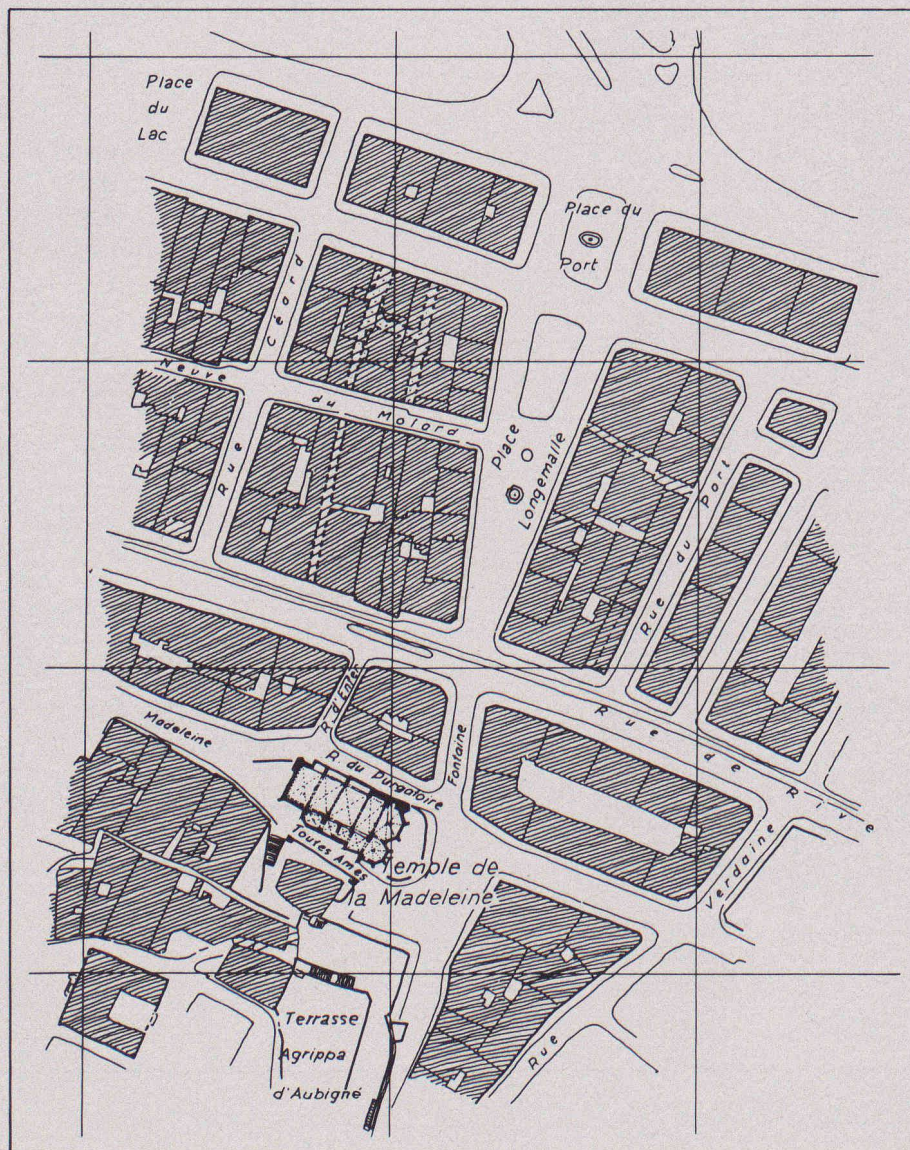 Place
du
Lac
Place du
Port
Céard
Neuve
du Molard
Rue
Place
Longemalle
Rue du Port
R. d'Enfer
Rue de Rive
Madeleine
R. du Purgatoire
Fontaine
Toutes Ames
Temple de
la Madeleine
Verdaine
Rue
Terrasse
Agrippa
d'Aubigné